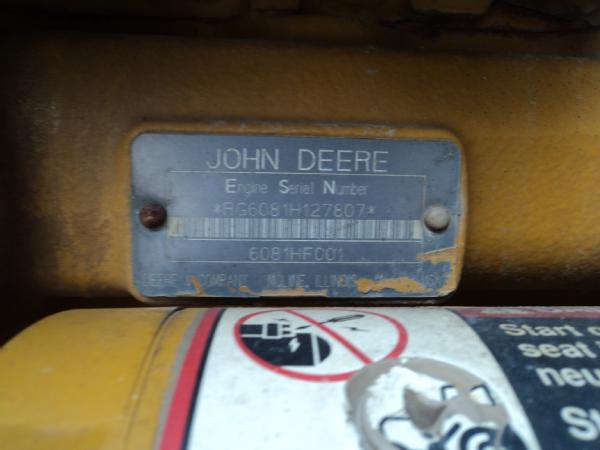 JOHN DEERE
Engine Serial Number
*RG6081H127807*
6081HF001
DEERE & COMPANY MOLINE, ILLINOIS
Start
seat
neu